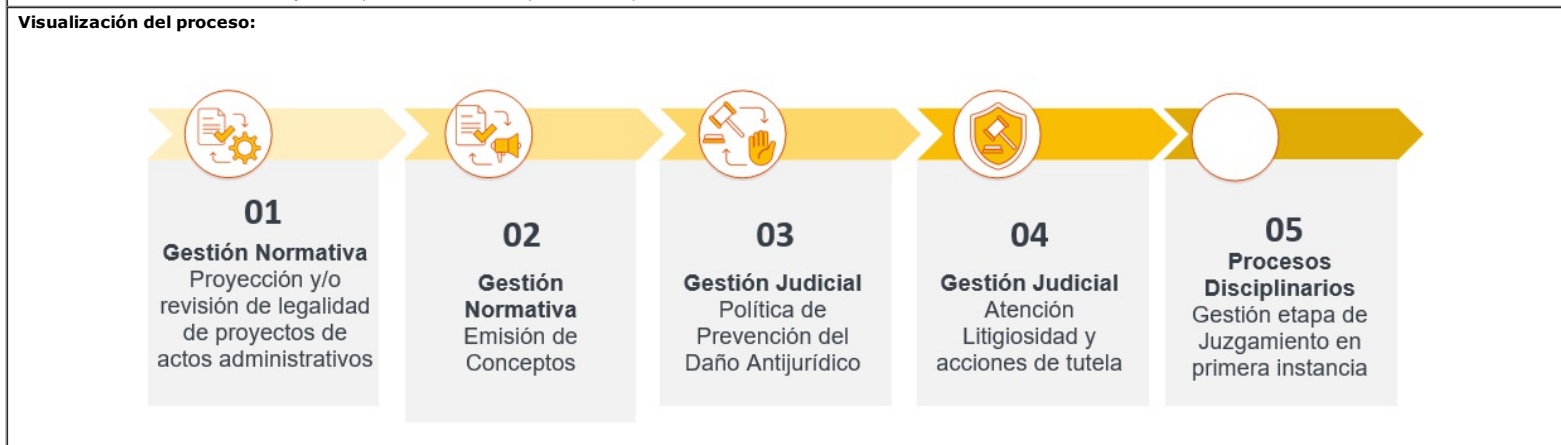 Visualización del proceso:
01
Gestión Normativa
Proyección y/o
revisión de legalidad
de proyectos de
actos administrativos
02
Gestión
Normativa
Emisión de
Conceptos
03
Gestión Judicial
Política de
Prevención del
Daño Antijurídico
04
Gestión Judicial
Atención
Litigiosidad y
acciones de tutela
05
Procesos
Disciplinarios
Gestión etapa de
Juzgamiento en
primera instancia